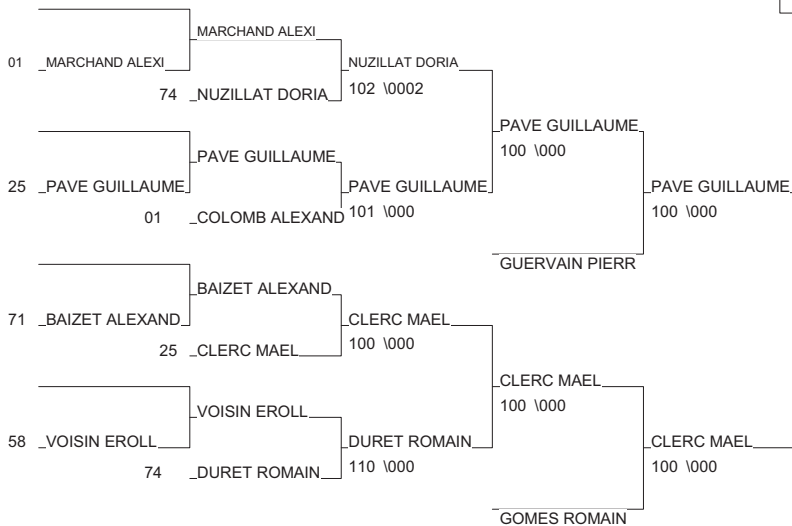 MARCHAND ALEXI
01 MARCHAND ALEXI NUZILLAT DORIA
74 NUZILLAT DORIA 102 \0002
PAVE GUILLAUME
100 \000
PAVE GUILLAUME
25 PAVE GUILLAUME PAVE GUILLAUME PAVE GUILLAUME
01 COLOMB ALEXAND 101 \000 100 \000
GUERVAIN PIERR
BAIZET ALEXAND
71 BAIZET ALEXAND CLERC MAEL
25 CLERC MAEL 100 \000
CLERC MAEL
100 \000
VOISIN EROLL
58 VOISIN EROLL DURET ROMAIN CLERC MAEL
74 DURET ROMAIN 110 \000 100 \000
GOMES ROMAIN